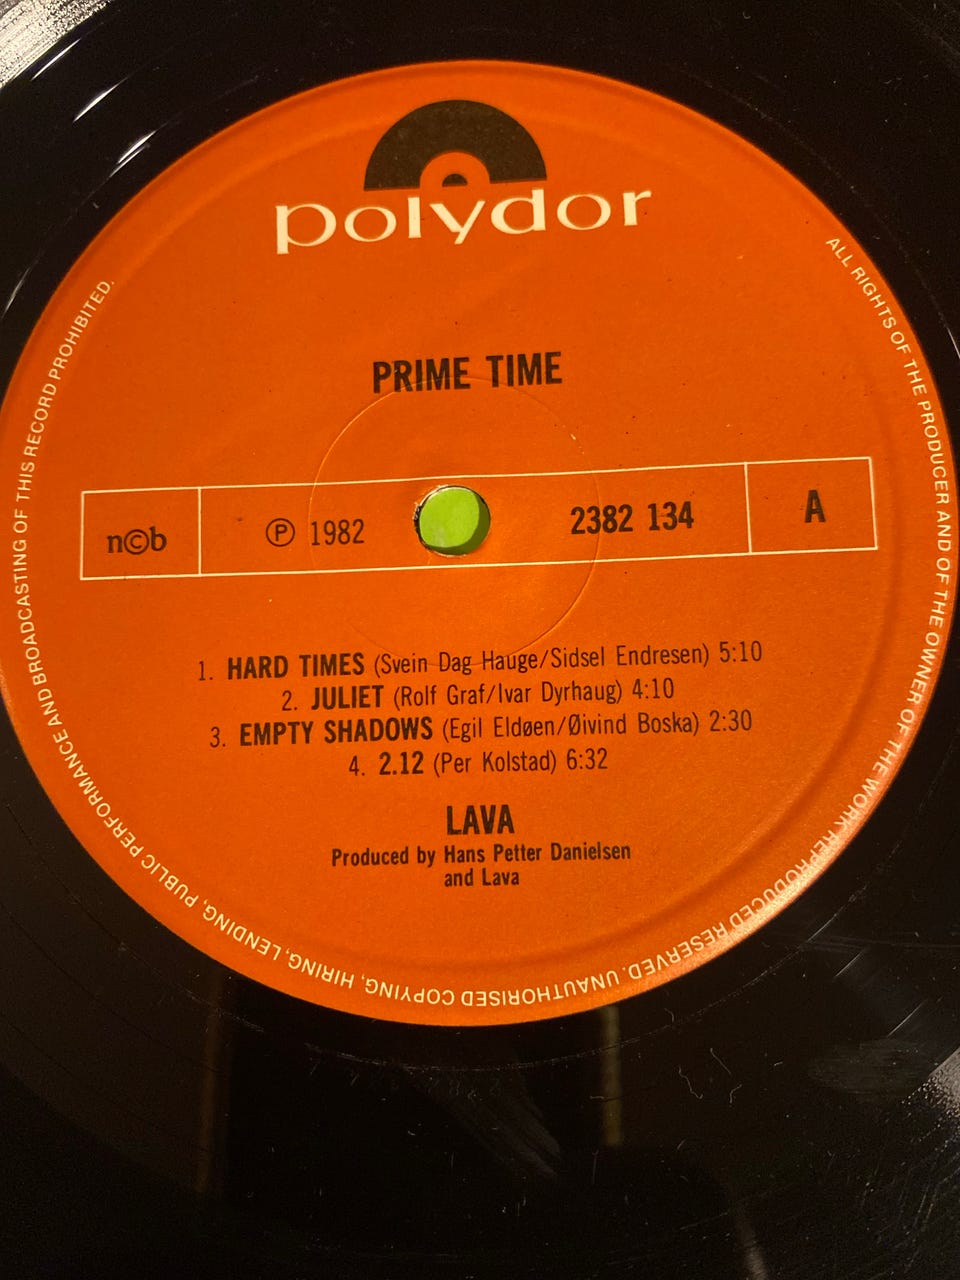 polydor
PRIME TIME
n©b
℗ 1982
2382 134
A
1. HARD TIMES (Svein Dag Hauge/Sidsel Endresen) 5:10
2. JULIET (Rolf Graf/Ivar Dyrhaug) 4:10
3. EMPTY SHADOWS (Egil Eldøen/Øivind Boska) 2:30
4. 2.12 (Per Kolstad) 6:32
LAVA
Produced by Hans Petter Danielsen
and Lava
ALL RIGHTS OF THE PRODUCER AND OF THE OWNER OF THE WORK REPRODUCED RESERVED. UNAUTHORISED COPYING, HIRING, LENDING, PUBLIC PERFORMANCE AND BROADCASTING OF THIS RECORD PROHIBITED.